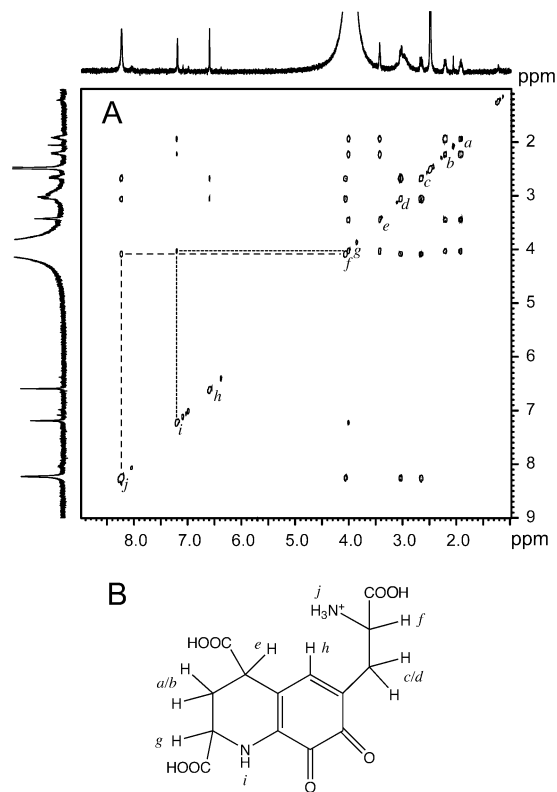 ppm
A
a
b
c
d
e
f
g
h
i
j
2
3
4
5
6
7
8
9
8.0 7.0 6.0 5.0 4.0 3.0 2.0 ppm
B
j COOH
H₃N⁺ H f
HOOC e H H h H
H c/d
a/b H
H
g H
N O
HOOC H O
i